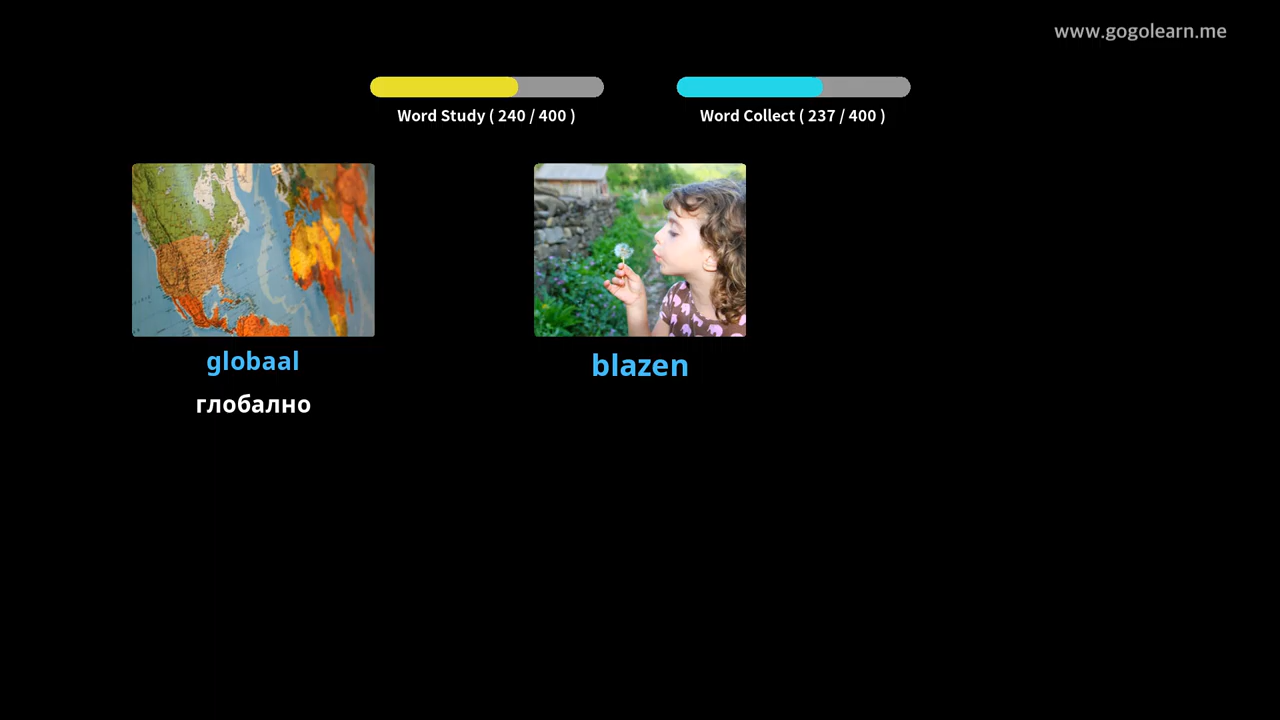 www.gogolearn.me
Word Study ( 240 / 400 )
Word Collect ( 237 / 400 )
globaal
глобално
blazen